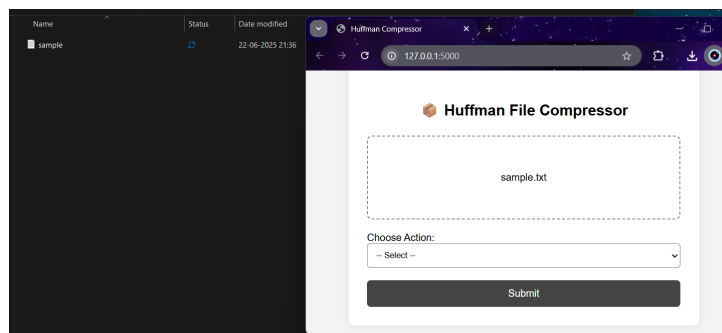 Name Status Date modified
sample 22-06-2025 21:36
Huffman Compressor
127.0.0.1:5000
Huffman File Compressor
sample.txt
Choose Action:
-- Select --
Submit